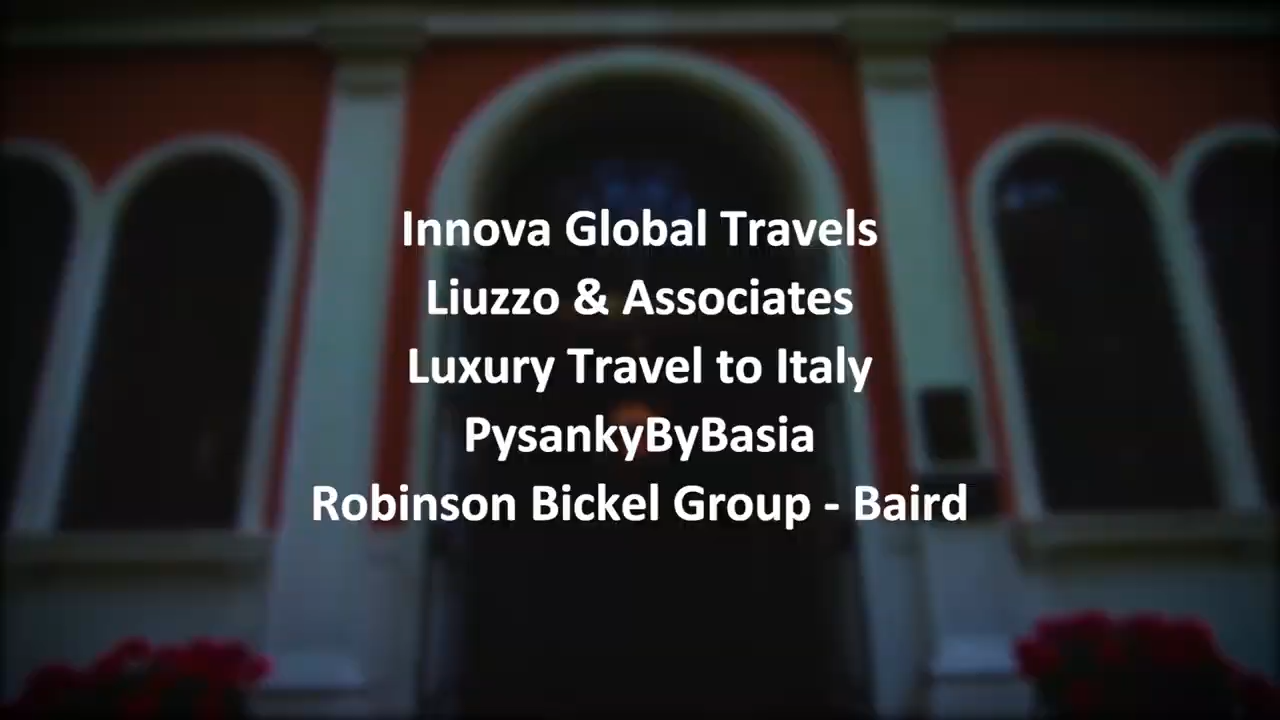 Innova Global Travels
Liuzzo & Associates
Luxury Travel to Italy
PysankyByBasia
Robinson Bickel Group - Baird